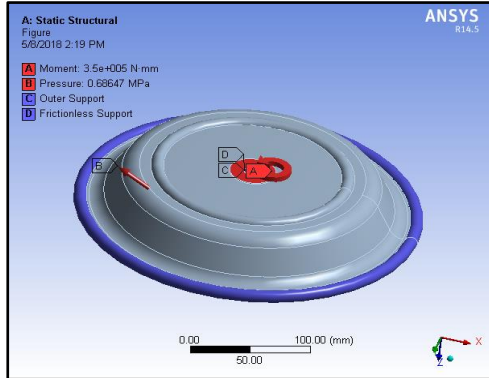 A: Static Structural
Figure
5/8/2018 2:19 PM
A Moment: 3.5e+005 N·mm
B Pressure: 0.68647 MPa
C Outer Support
D Frictionless Support
ANSYS
R14.5
D
B
C
A
0.00
100.00 (mm)
50.00
X
Z